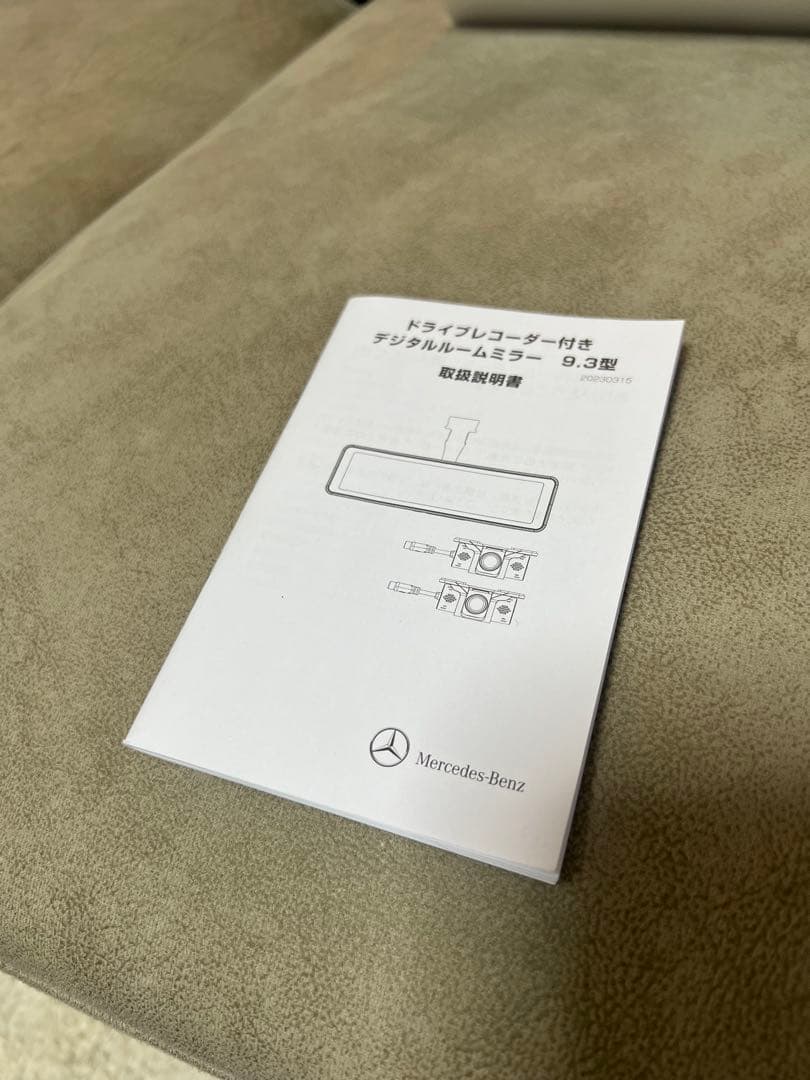 ドライブレコーダー付き
デジタルルームミラー 9.3型
取扱説明書
20230315
Mercedes-Benz